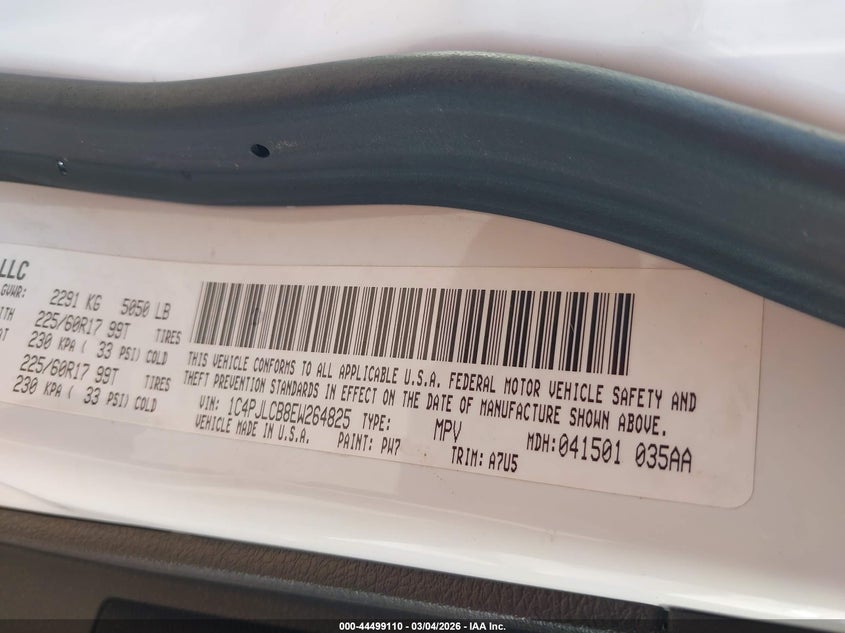 LLC
GVWR: 2291 KG 5050 LB
225/60R17 99T TIRES
230 KPA ( 33 PSI) COLD
225/60R17 99T TIRES
230 KPA ( 33 PSI) COLD
THIS VEHICLE CONFORMS TO ALL APPLICABLE U.S.A. FEDERAL MOTOR VEHICLE SAFETY AND
THEFT PREVENTION STANDARDS IN EFFECT ON THE DATE OF MANUFACTURE SHOWN ABOVE.
VIN: 1C4PJLCB8EW264825 TYPE: MPV MDH:041501 035AA
VEHICLE MADE IN U.S.A. PAINT: PW7 TRIM: A7U5
000-44499110 - 03/04/2026 - IAA Inc.